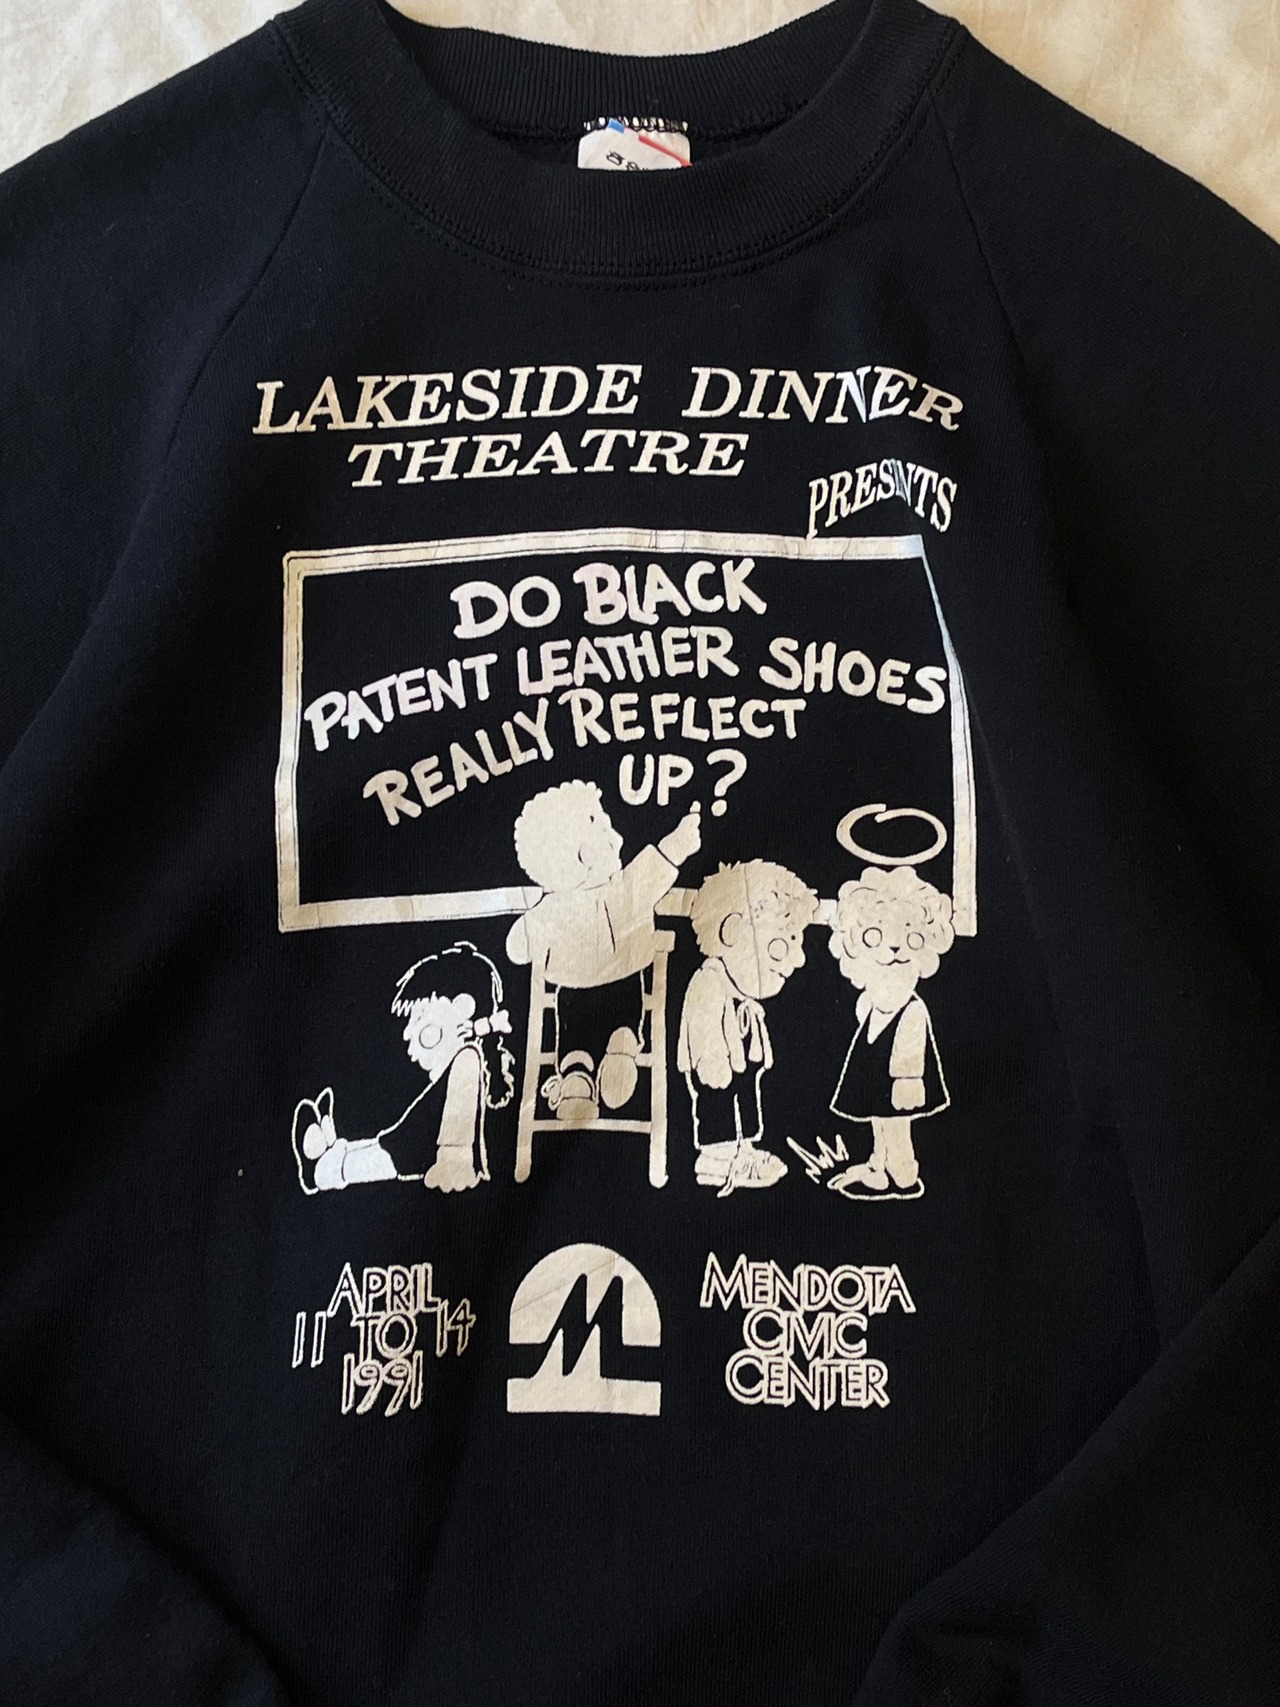 LAKESIDE DINNER
THEATRE
PRESENTS
DO BLACK
PATENT LEATHER SHOES
REALLY REFLECT
UP?
APRIL
11 TO 14
1991
M
MENDOTA
CIVIC
CENTER